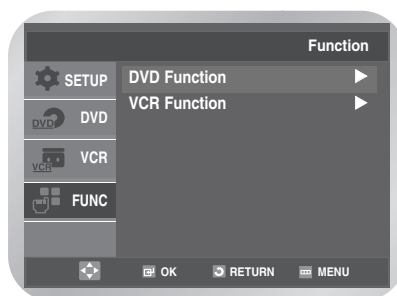 Function
SETUP
DVD Function
VCR Function
DVD
DVD
VCR
VCR
FUNC
OK RETURN MENU